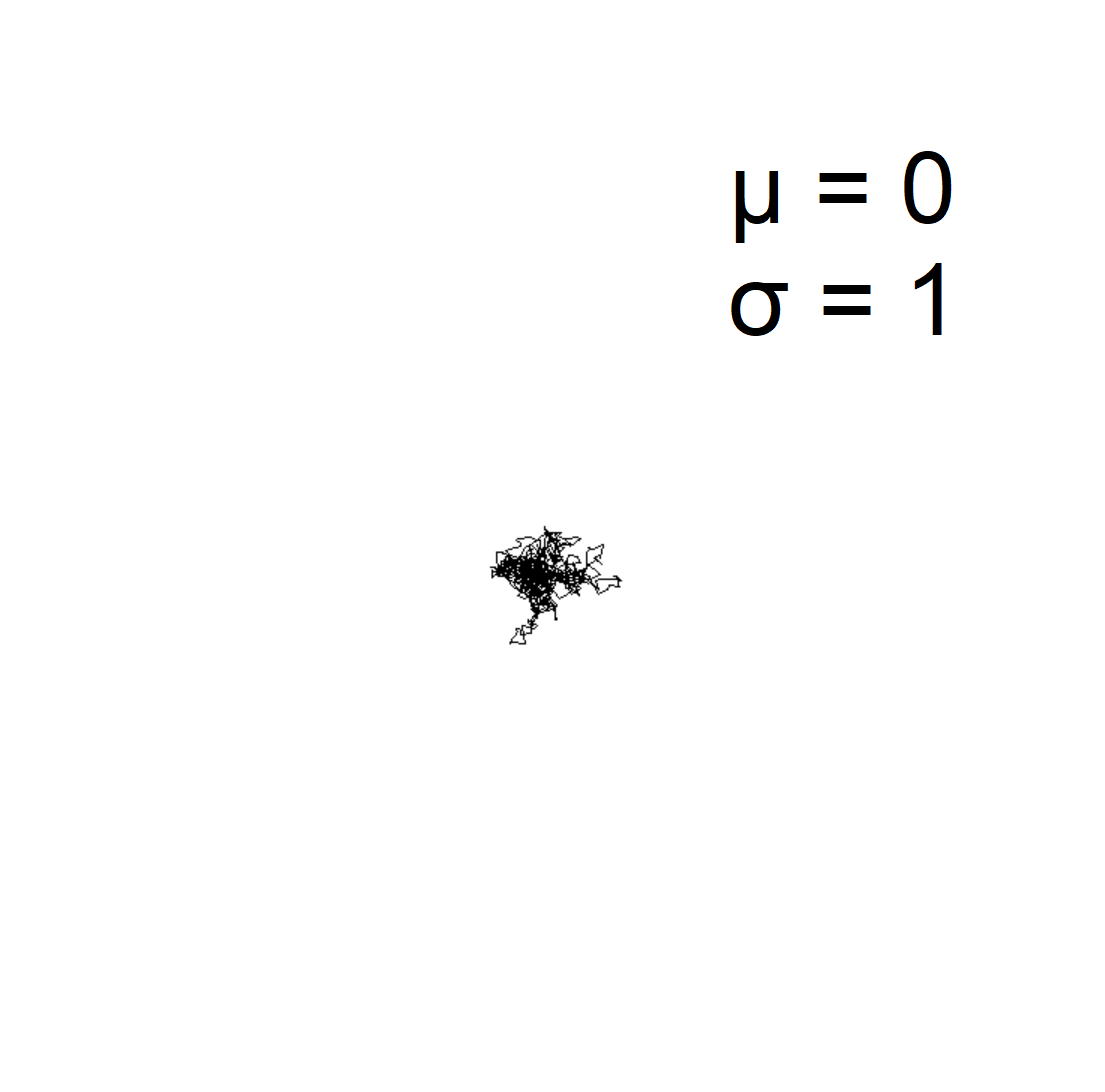 μ = 0
σ = 1